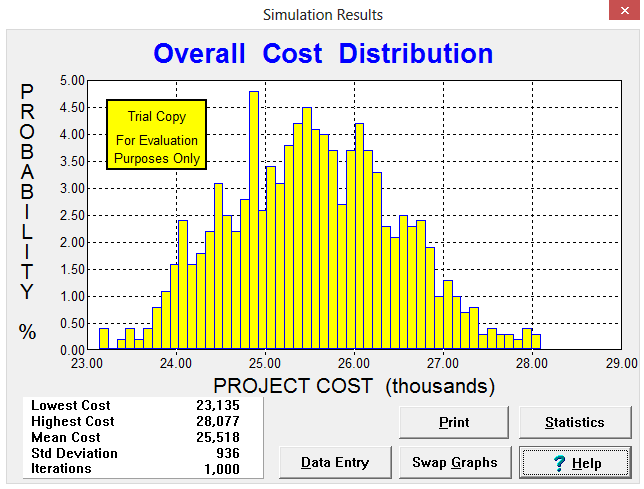 Simulation Results
Overall Cost Distribution
PROBABILITY %
5.00
4.50
4.00
3.50
3.00
2.50
2.00
1.50
1.00
0.50
0.00
Trial Copy
For Evaluation
Purposes Only
23.00 24.00 25.00 26.00 27.00 28.00 29.00
PROJECT COST (thousands)
Lowest Cost 23,135
Highest Cost 28,077
Mean Cost 25,518
Std Deviation 936
Iterations 1,000
Print
Statistics
Data Entry
Swap Graphs
? Help